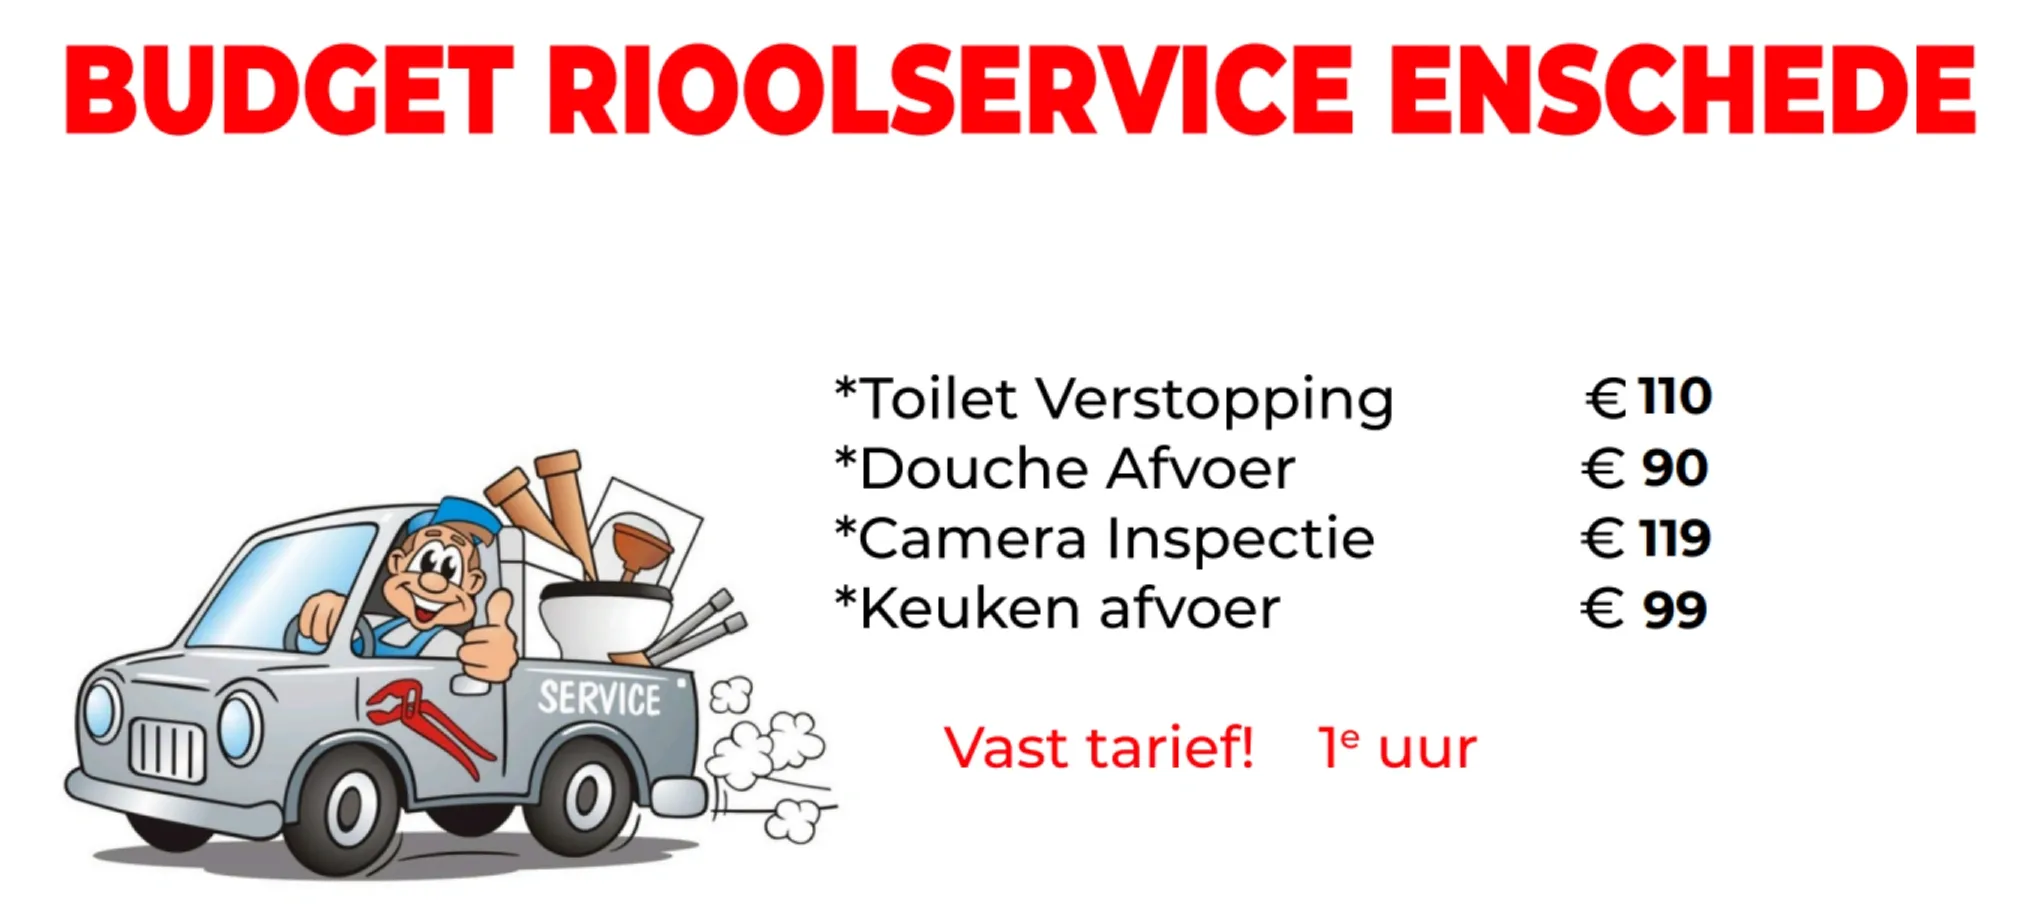 BUDGET RIOOLSERVICE ENSCHEDE
*Toilet Verstopping € 110
*Douche Afvoer € 90
*Camera Inspectie € 119
*Keuken afvoer € 99
SERVICE
Vast tarief! 1e uur